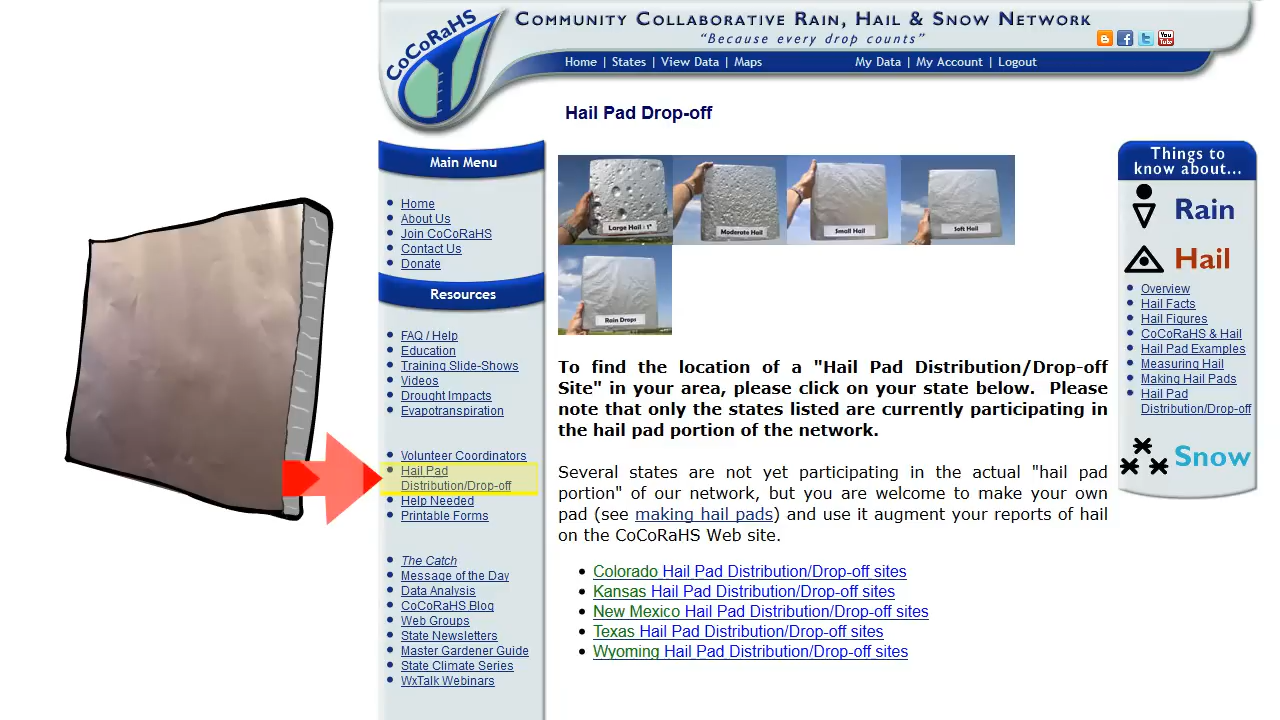 CoCoRaHS
COMMUNITY COLLABORATIVE RAIN, HAIL & SNOW NETWORK
"Because every drop counts"
You Tube
Home | States | View Data | Maps
My Data | My Account | Logout
Hail Pad Drop-off
Main Menu
Home
About Us
Join CoCoRaHS
Contact Us
Donate
Resources
FAQ / Help
Education
Training Slide-Shows
Videos
Drought Impacts
Evapotranspiration
Volunteer Coordinators
Hail Pad
Distribution/Drop-off
Help Needed
Printable Forms
The Catch
Message of the Day
Data Analysis
CoCoRaHS Blog
Web Groups
State Newsletters
Master Gardener Guide
State Climate Series
WxTalk Webinars
Large Hail : 1"
Moderate Hail
Small Hail
Soft Hail
Rain Drops
To find the location of a "Hail Pad Distribution/Drop-off
Site" in your area, please click on your state below. Please
note that only the states listed are currently participating in
the hail pad portion of the network.
Several states are not yet participating in the actual "hail pad
portion" of our network, but you are welcome to make your own
pad (see making hail pads) and use it augment your reports of hail
on the CoCoRaHS Web site.
Colorado Hail Pad Distribution/Drop-off sites
Kansas Hail Pad Distribution/Drop-off sites
New Mexico Hail Pad Distribution/Drop-off sites
Texas Hail Pad Distribution/Drop-off sites
Wyoming Hail Pad Distribution/Drop-off sites
Things to
know about...
Rain
Hail
Overview
Hail Facts
Hail Figures
CoCoRaHS & Hail
Hail Pad Examples
Measuring Hail
Making Hail Pads
Hail Pad
Distribution/Drop-off
Snow